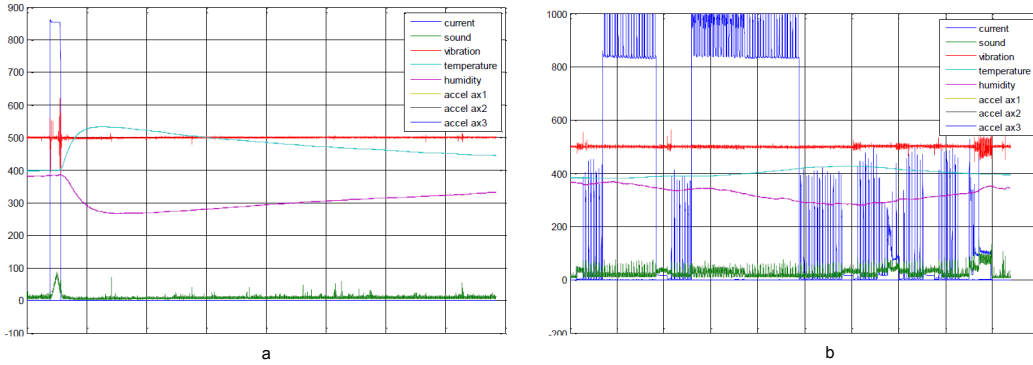 900
800
700
600
500
400
300
200
100
0
-100
current
sound
vibration
temperature
humidity
accel ax1
accel ax2
accel ax3
a
1000
800
600
400
200
0
-200
current
sound
vibration
temperature
humidity
accel ax1
accel ax2
accel ax3
b